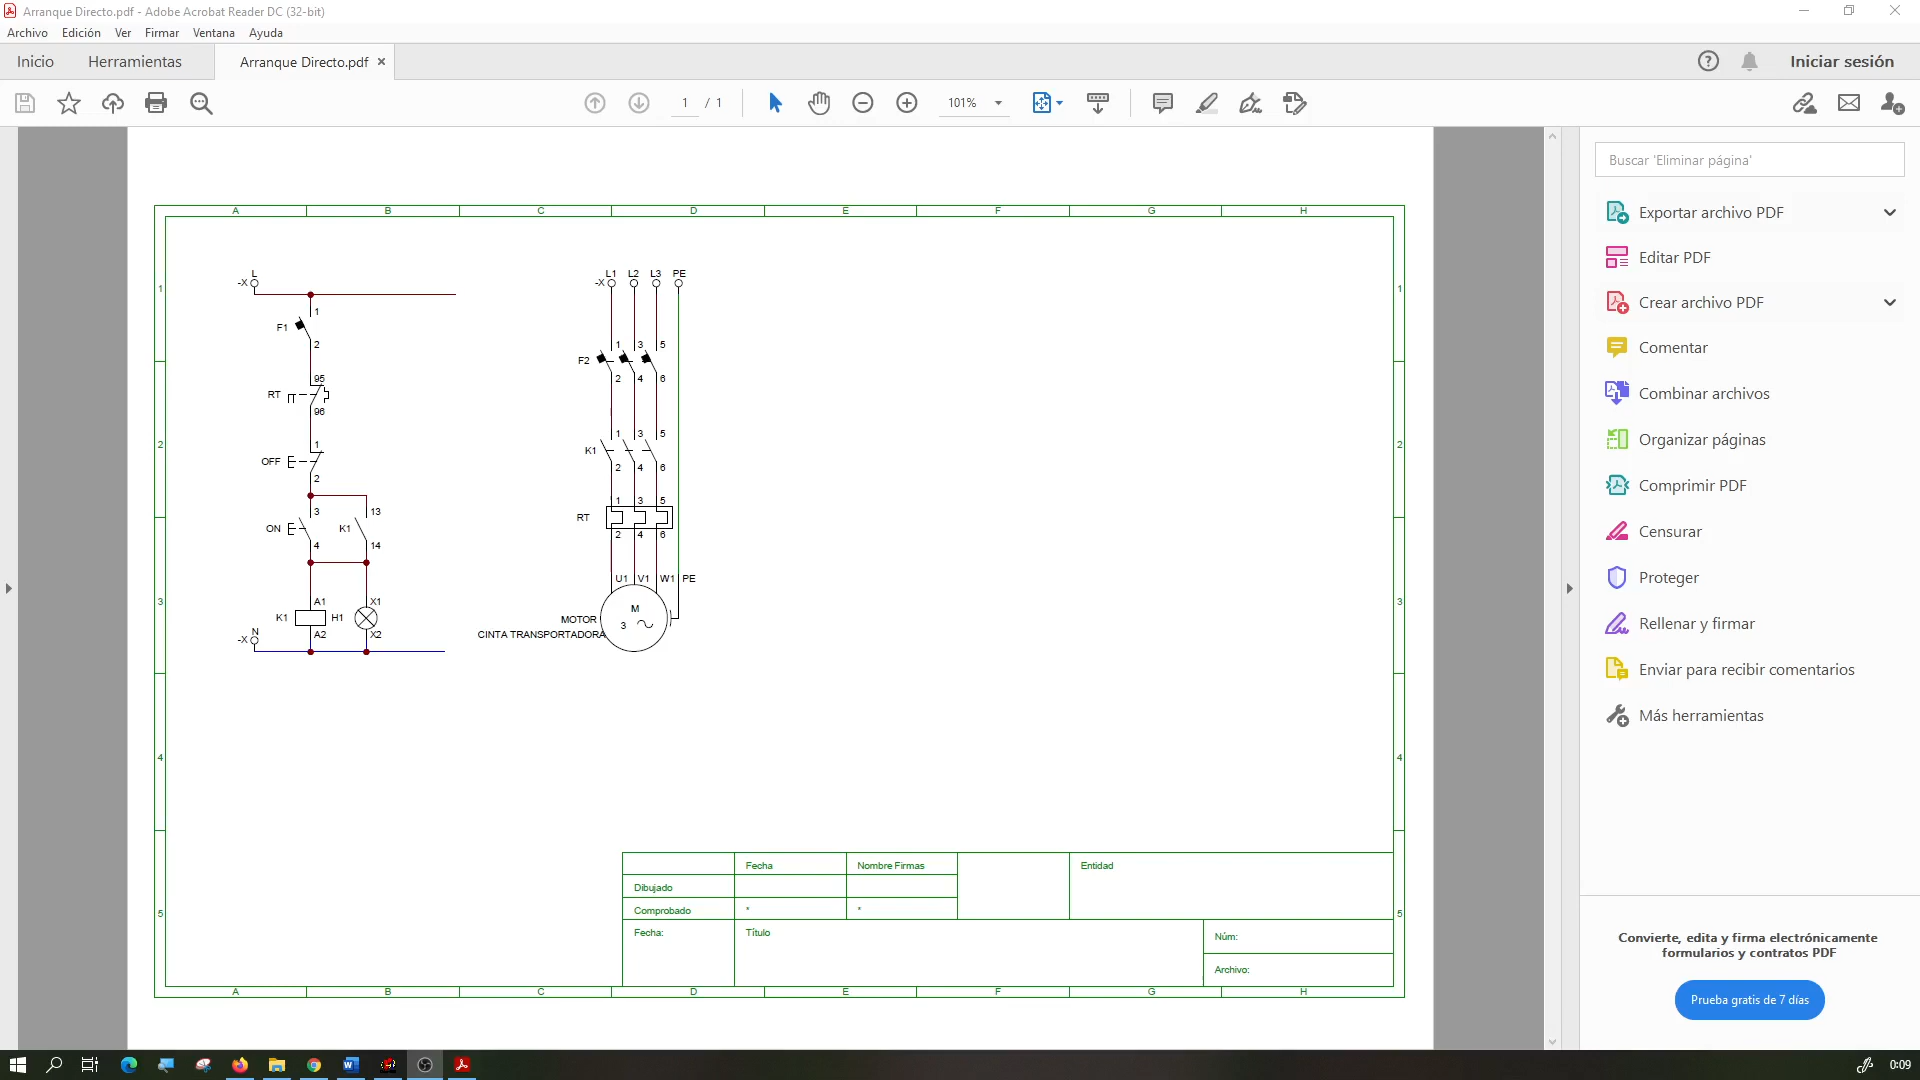 Arranque Directo.pdf - Adobe Acrobat Reader DC (32-bit)
Archivo Edición Ver Firmar Ventana Ayuda
Inicio Herramientas Arranque Directo.pdf × Iniciar sesión
1 / 1 101%
Buscar 'Eliminar página'
Exportar archivo PDF
Editar PDF
Crear archivo PDF
Comentar
Combinar archivos
Organizar páginas
Comprimir PDF
Censurar
Proteger
Rellenar y firmar
Enviar para recibir comentarios
Más herramientas
Convierte, edita y firma electrónicamente
formularios y contratos PDF
Prueba gratis de 7 días
A B C D E F G H
L
-X
1 1
1
F1
2
95
RT
96
1
2 2
OFF
2
3 13
ON K1
4 14
3 3
A1 X1
K1 H1
A2 X2
N
-X
L1 L2 L3 PE
-X
1 3 5
F2
2 4 6
1 3 5
K1
2 4 6
1 3 5
RT
2 4 6
U1 V1 W1 PE
M
3
MOTOR
CINTA TRANSPORTADORA
4 4
5 5
Fecha Nombre Firmas Entidad
Dibujado
Comprobado * *
Fecha: Título Núm:
Archivo:
A B C D E F G H
0:09